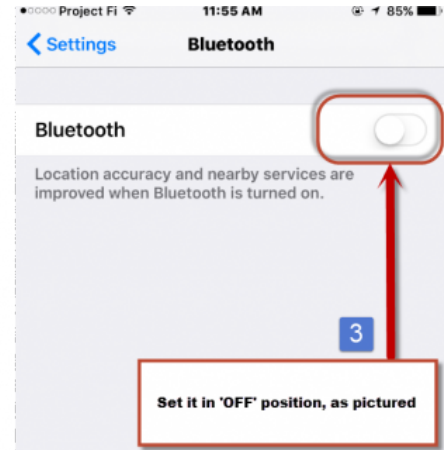 Project Fi 11:55 AM 85%
Settings Bluetooth
Bluetooth
Location accuracy and nearby services are
improved when Bluetooth is turned on.
3
Set it in 'OFF' position, as pictured